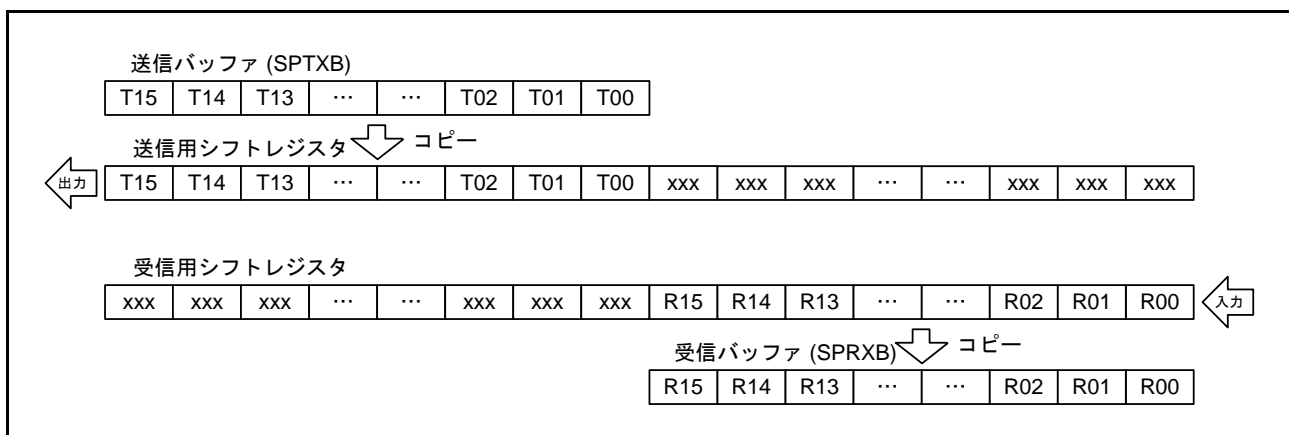 送信バッファ (SPTXB)
T15 T14 T13 … … T02 T01 T00
コピー
送信用シフトレジスタ
出力 T15 T14 T13 … … T02 T01 T00 xxx xxx xxx … … xxx xxx xxx
受信用シフトレジスタ
xxx xxx xxx … … xxx xxx xxx R15 R14 R13 … … R02 R01 R00 入力
受信バッファ (SPRXB) コピー
R15 R14 R13 … … R02 R01 R00